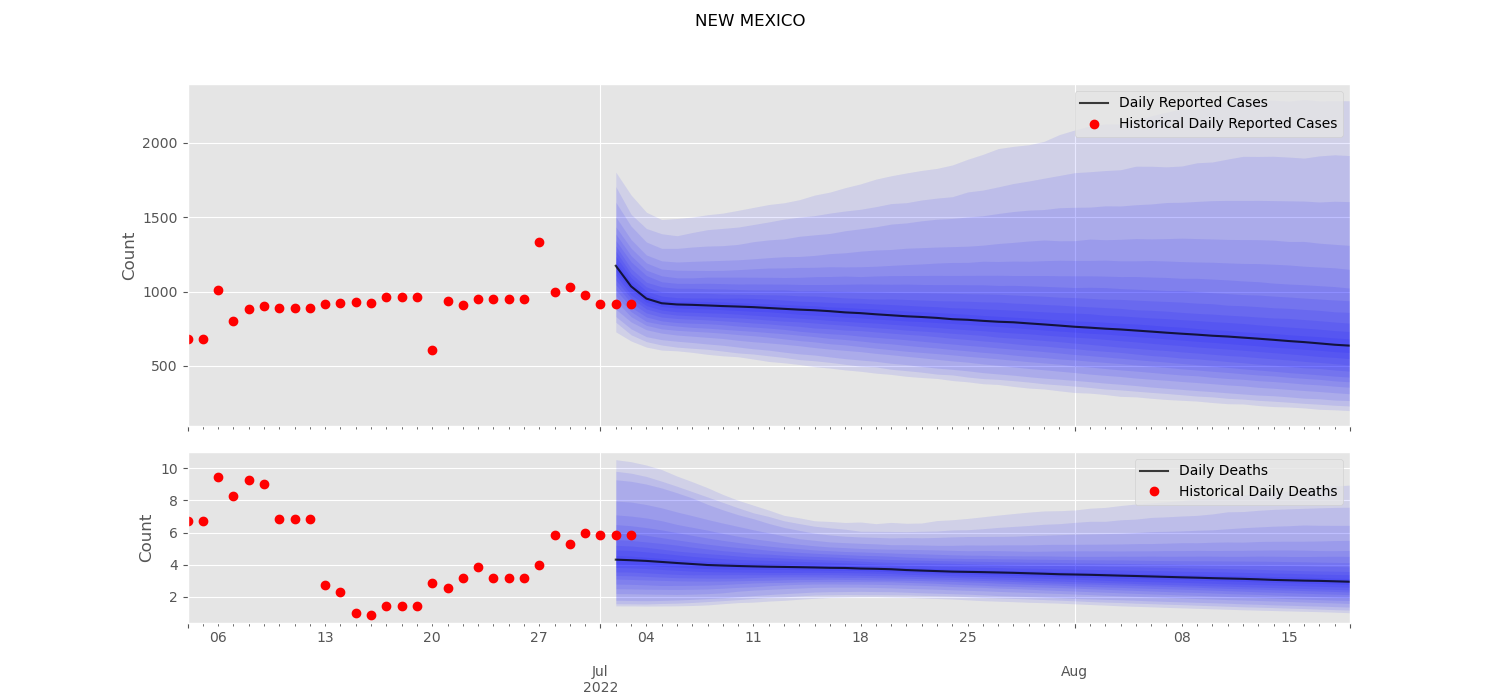 NEW MEXICO
Daily Reported Cases
Historical Daily Reported Cases
Count
2000
1500
1000
500
Daily Deaths
Historical Daily Deaths
Count
10
8
6
4
2
06 13 20 27 04 11 18 25 08 15
Jul Aug
2022